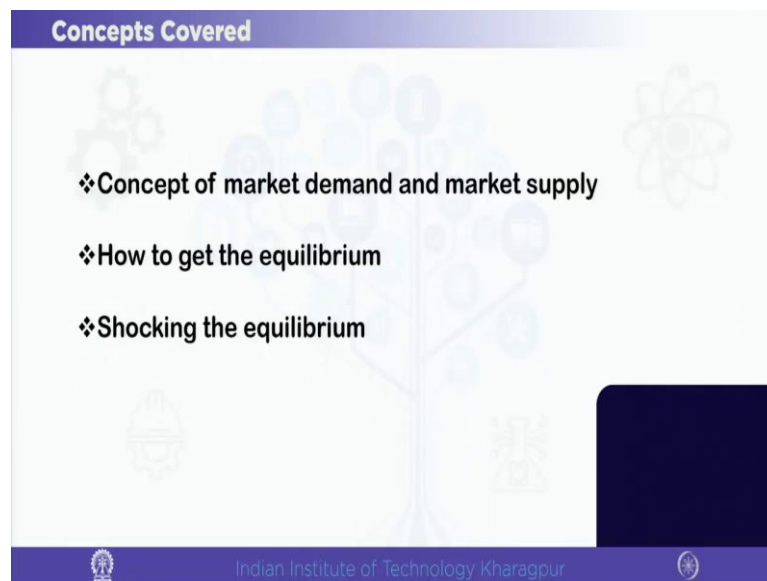 Concepts Covered
❖Concept of market demand and market supply
❖How to get the equilibrium
❖Shocking the equilibrium
Indian Institute of Technology Kharagpur